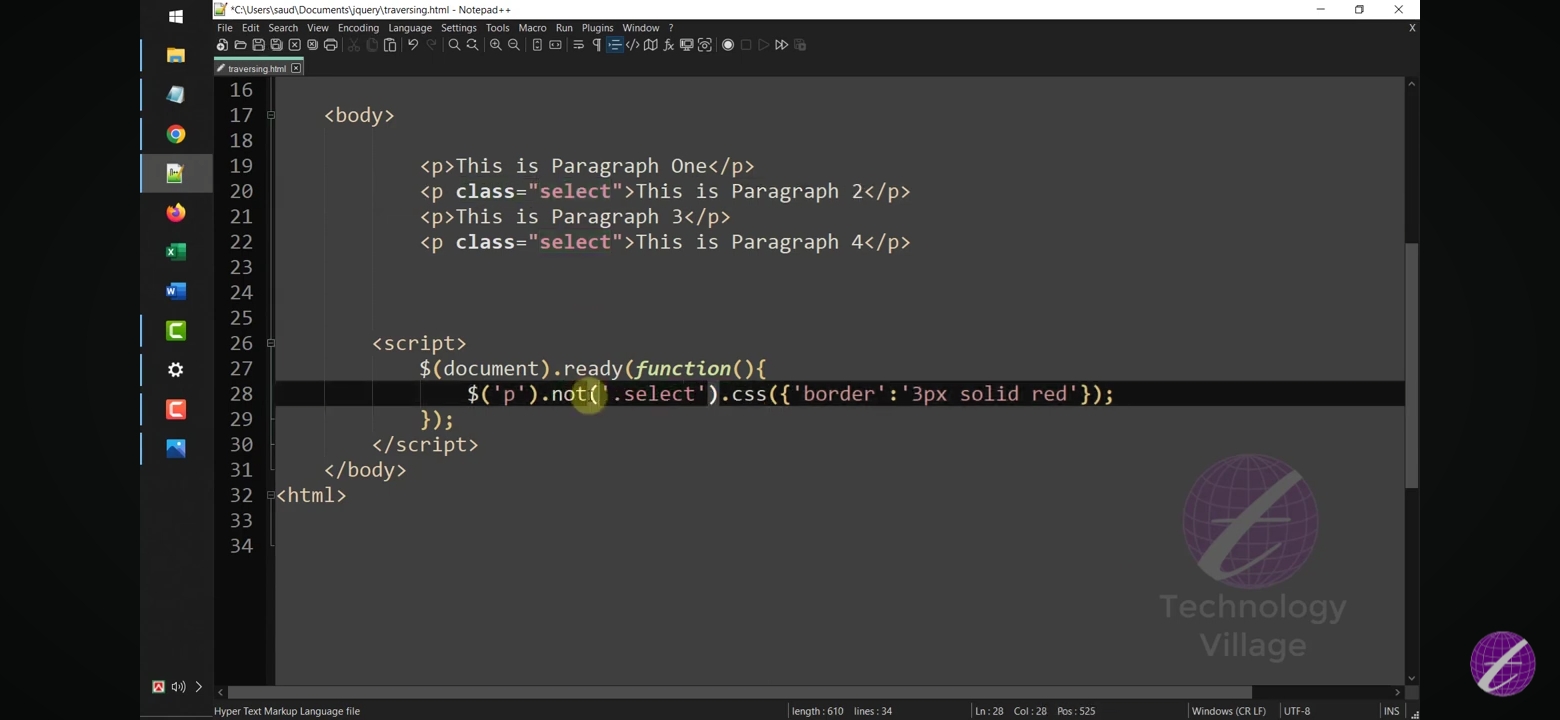 *C:\Users\saud\Documents\jquery\traversing.html - Notepad++
File Edit Search View Encoding Language Settings Tools Macro Run Plugins Window ? X
traversing.html
16
17 <body>
18
19 <p>This is Paragraph One</p>
20 <p class="select">This is Paragraph 2</p>
21 <p>This is Paragraph 3</p>
22 <p class="select">This is Paragraph 4</p>
23
24
25
26 <script>
27 $(document).ready(function(){
28 $('p').not('.select').css({'border':'3px solid red'});
29 });
30 </script>
31 </body>
32 <html>
33
34
Technology
Village
Hyper Text Markup Language file length : 610 lines : 34 Ln : 28 Col : 28 Pos : 525 Windows (CR LF) UTF-8 INS